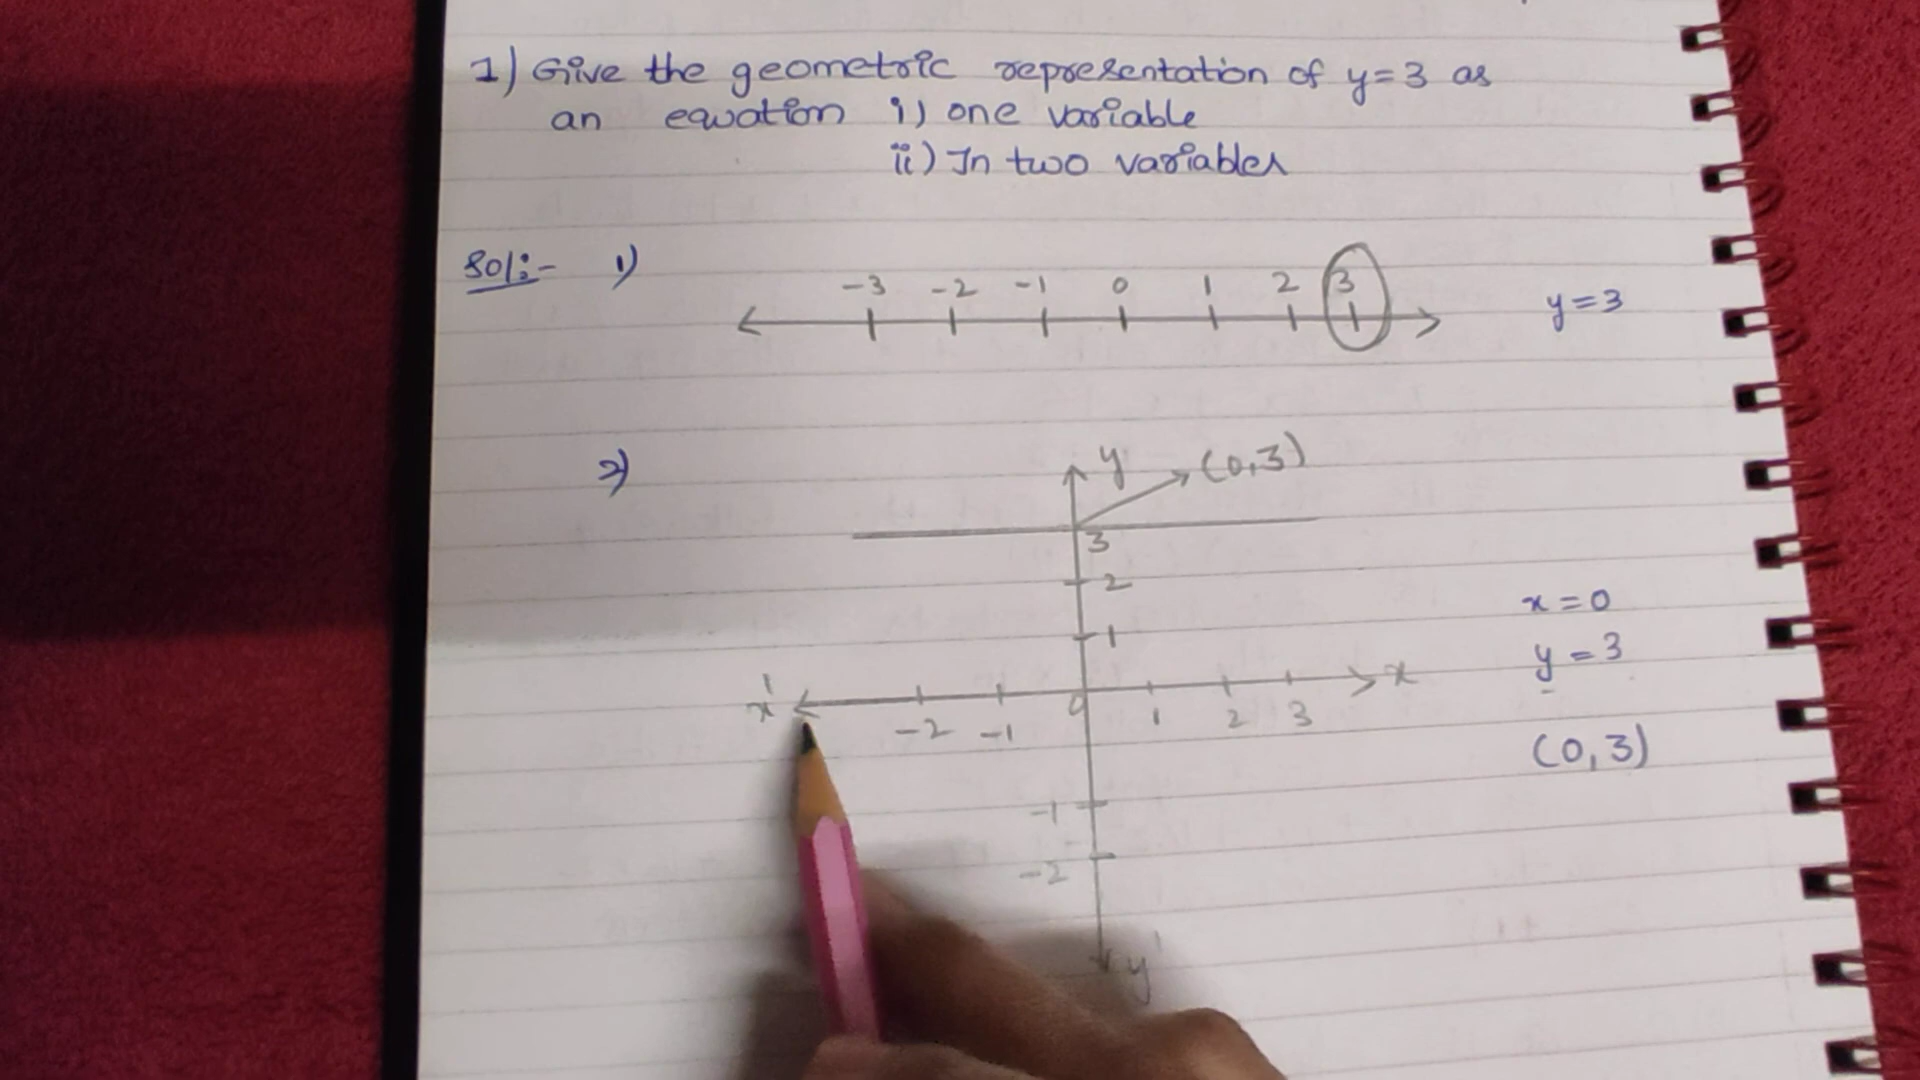 1) Give the geometric representation of y=3 as
an equation i) one variable
ii) In two variables
Sol:- 1)
-3 -2 -1 0 1 2 3
y=3
2)
y (0,3)
3
2
1
x' x
-2 -1 0 1 2 3
-1
-2
y'
x=0
y=3
(0,3)